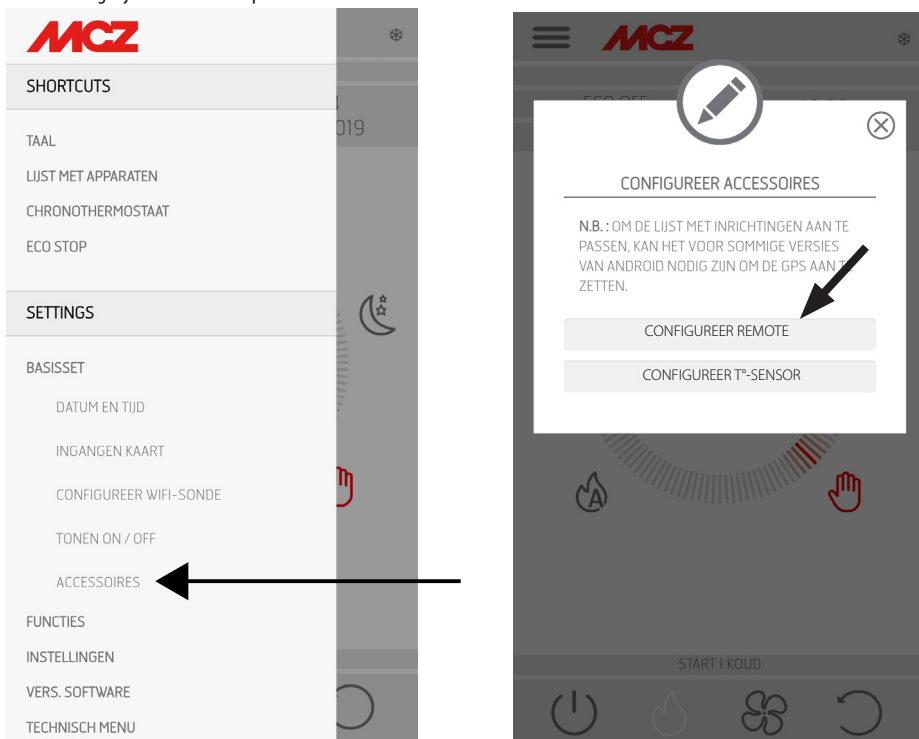 MCZ
SHORTCUTS
019
TAAL
LIJST MET APPARATEN
CHRONOTHERMOSTAAT
ECO STOP
SETTINGS
BASISSET
DATUM EN TIJD
INGANGEN KAART
CONFIGUREER WIFI-SONDE
TONEN ON / OFF
ACCESSOIRES
FUNCTIES
INSTELLINGEN
VERS. SOFTWARE
TECHNISCH MENU
MCZ
CONFIGUREER ACCESSOIRES
N.B. : OM DE LIJST MET INRICHTINGEN AAN TE
PASSEN, KAN HET VOOR SOMMIGE VERSIES
VAN ANDROID NODIG ZIJN OM DE GPS AAN TE
ZETTEN.
CONFIGUREER REMOTE
CONFIGUREER T°-SENSOR
A
START 1 KOUD